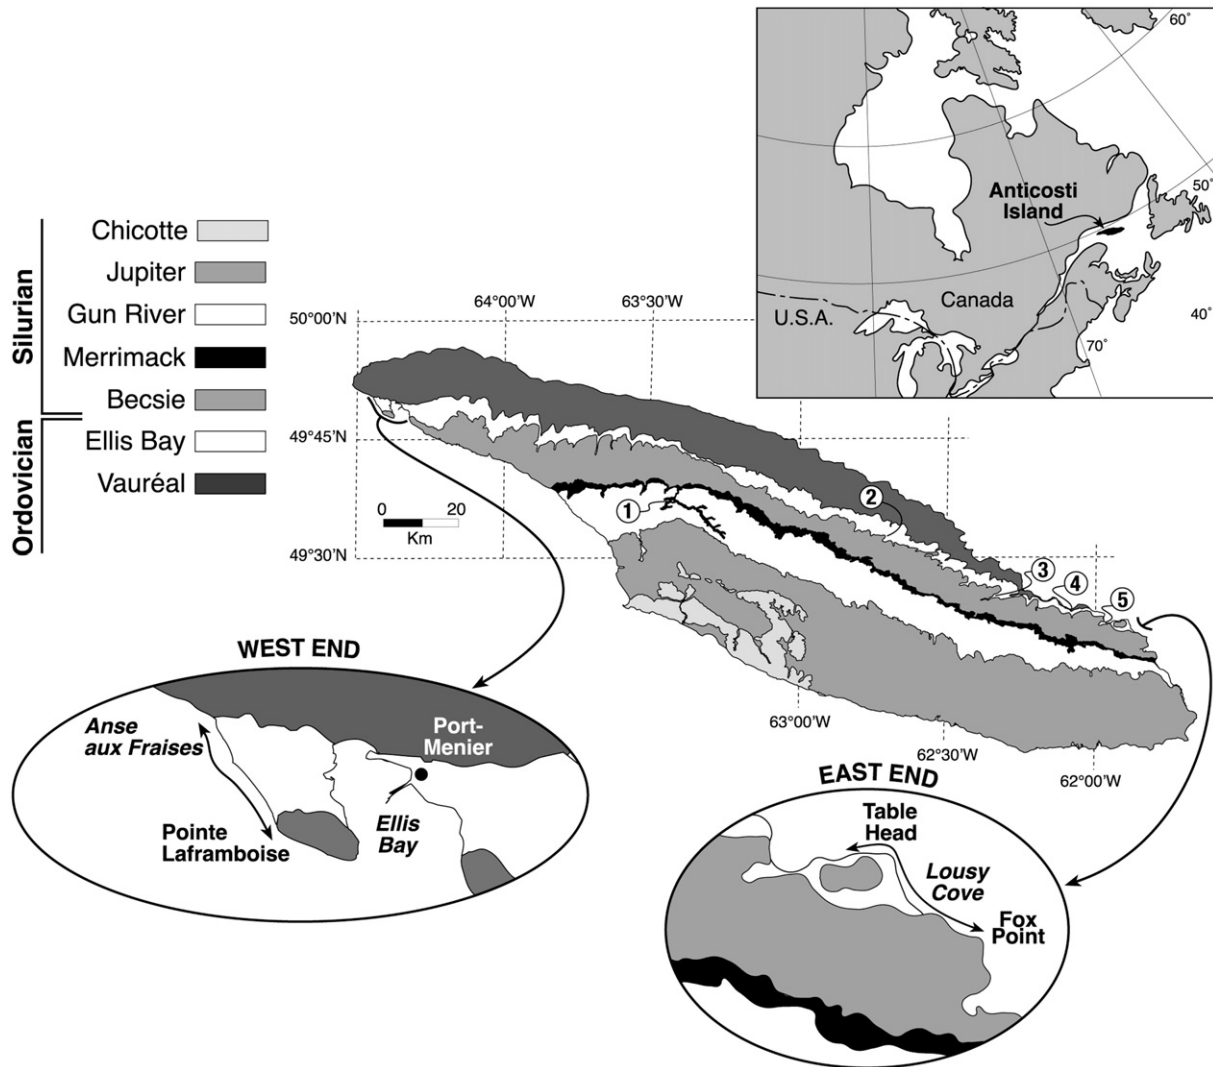 60°
50°
40°
70°
Anticosti
Island
Canada
U.S.A.
Silurian
Ordovician
Chicotte
Jupiter
Gun River
Merrimack
Becsie
Ellis Bay
Vauréal
64°00'W
63°30'W
50°00'N
49°45'N
49°30'N
0
20
Km
1
2
3
4
5
63°00'W
62°30'W
62°00'W
WEST END
Anse
aux Fraises
Port-
Menier
Pointe
Laframboise
Ellis
Bay
EAST END
Table
Head
Lousy
Cove
Fox
Point